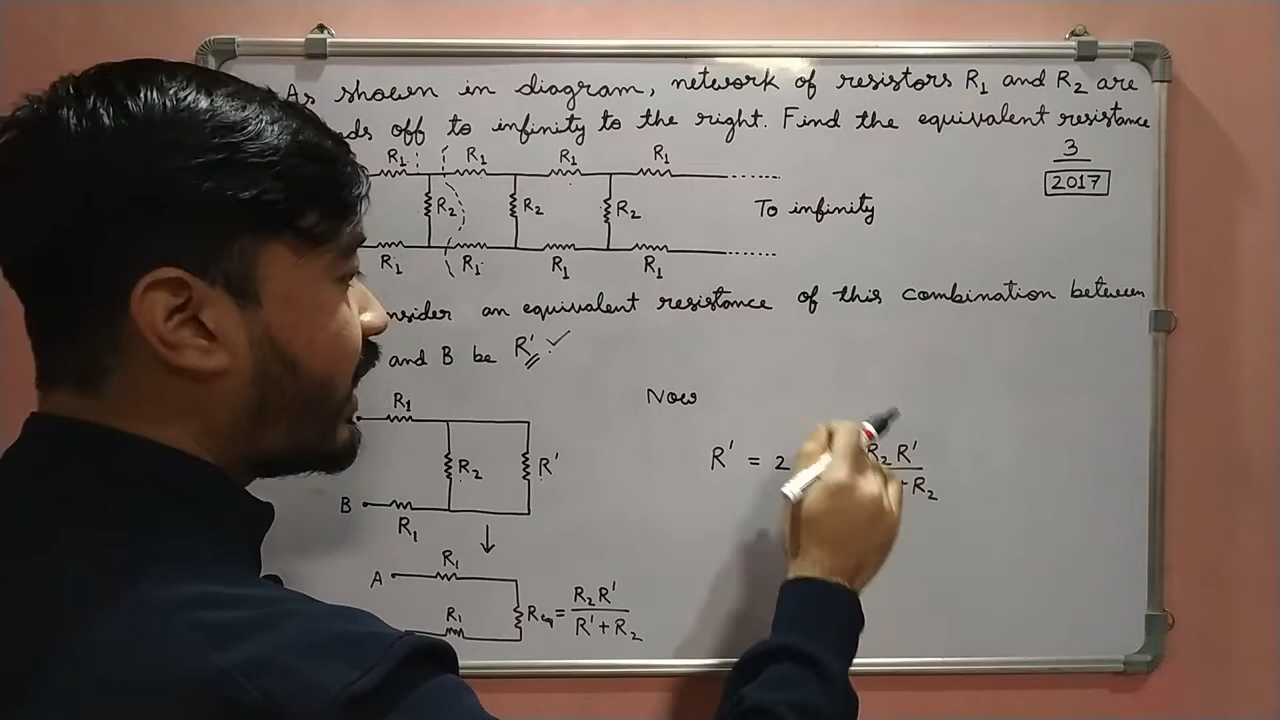 As shown in diagram, network of resistors R₁ and R₂ are
off to infinity to the right. Find the equivalent resistance
3
2017
R₁ R₁ R₁ R₁
R₂ R₂ R₂
To infinity
R₁ R₁ R₁ R₁
an equivalent resistance of this combination between
and B be R'
Now
R₁
R₂ R'
B
R₁
R' = 2 R₂R'
+R₂
A R₁
R₁ Req = R₂R' / R'+R₂